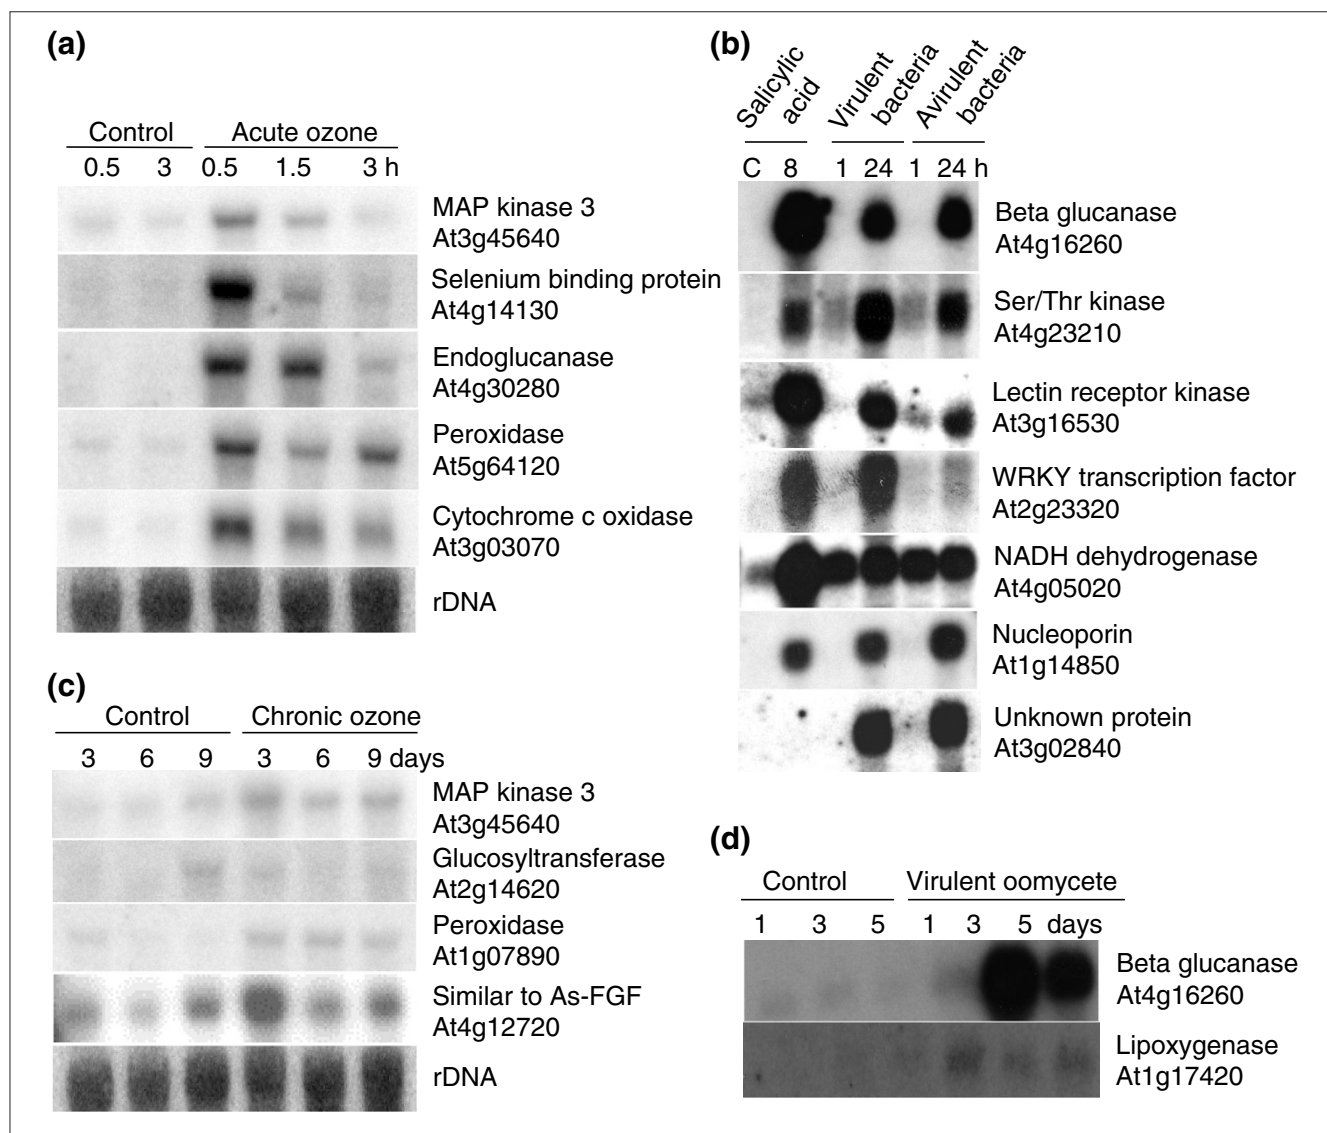 (a)
Control Acute ozone
0.5 3 0.5 1.5 3 h
MAP kinase 3
At3g45640
Selenium binding protein
At4g14130
Endoglucanase
At4g30280
Peroxidase
At5g64120
Cytochrome c oxidase
At3g03070
rDNA
(b)
Salicylic
acid
Virulent
bacteria
Avirulent
bacteria
C 8 1 24 1 24 h
Beta glucanase
At4g16260
Ser/Thr kinase
At4g23210
Lectin receptor kinase
At3g16530
WRKY transcription factor
At2g23320
NADH dehydrogenase
At4g05020
Nucleoporin
At1g14850
Unknown protein
At3g02840
(c)
Control Chronic ozone
3 6 9 3 6 9 days
MAP kinase 3
At3g45640
Glucosyltransferase
At2g14620
Peroxidase
At1g07890
Similar to As-FGF
At4g12720
rDNA
(d)
Control Virulent oomycete
1 3 5 1 3 5 days
Beta glucanase
At4g16260
Lipoxygenase
At1g17420